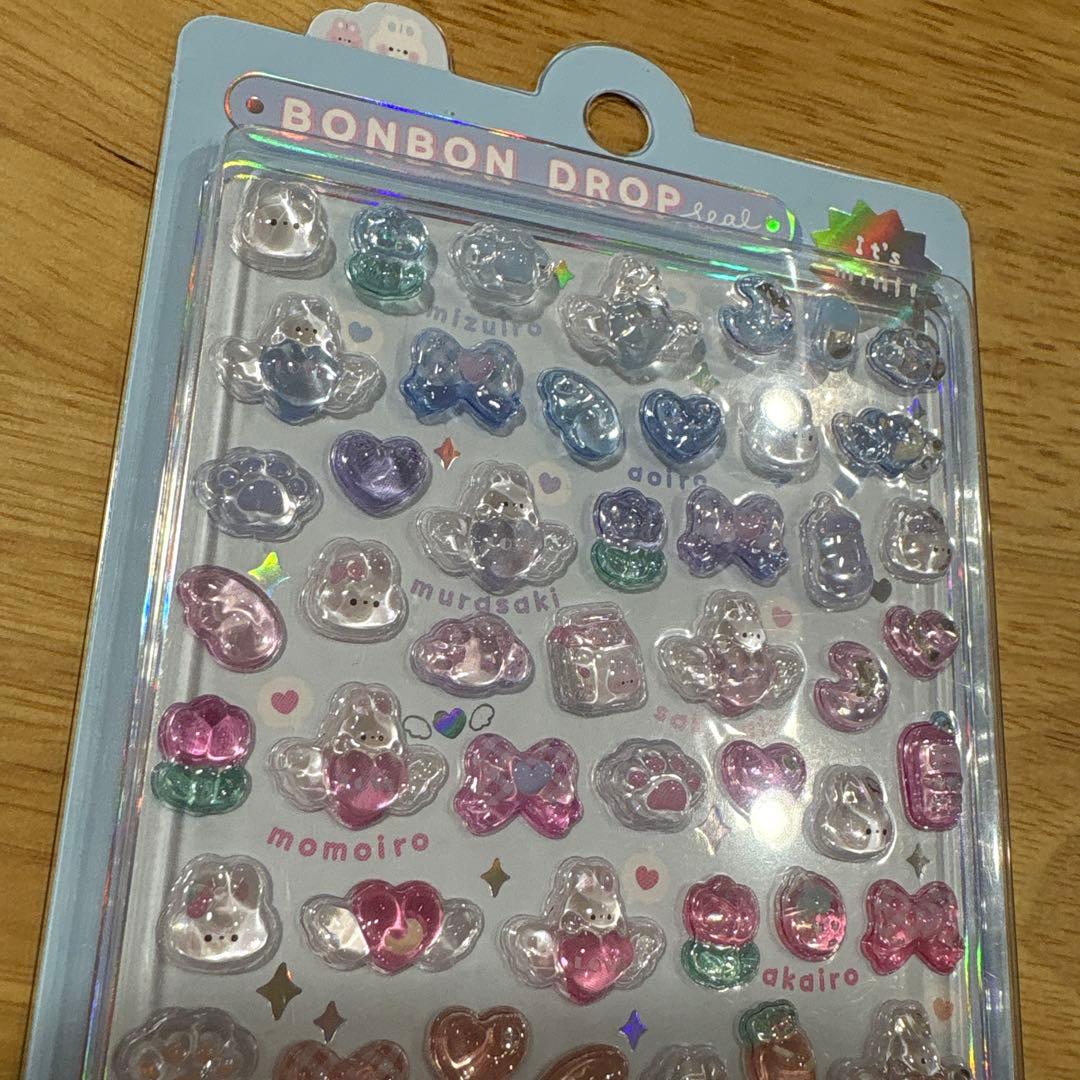 BONBON DROP seal
It's
mini!
mizuiro
aoiro
murasaki
momoiro
akairo